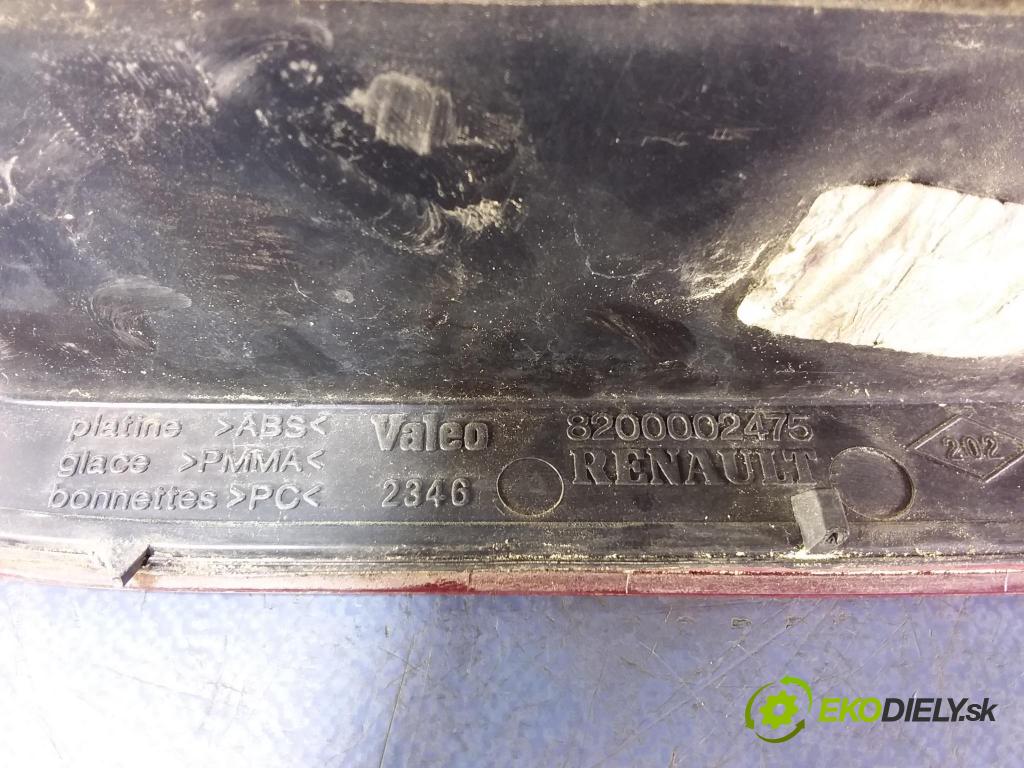 platine >ABS< Valeo 8200002475
glace >PMMA< RENAULT 202
bonnettes >PC< 2346
EKODIELY.sk